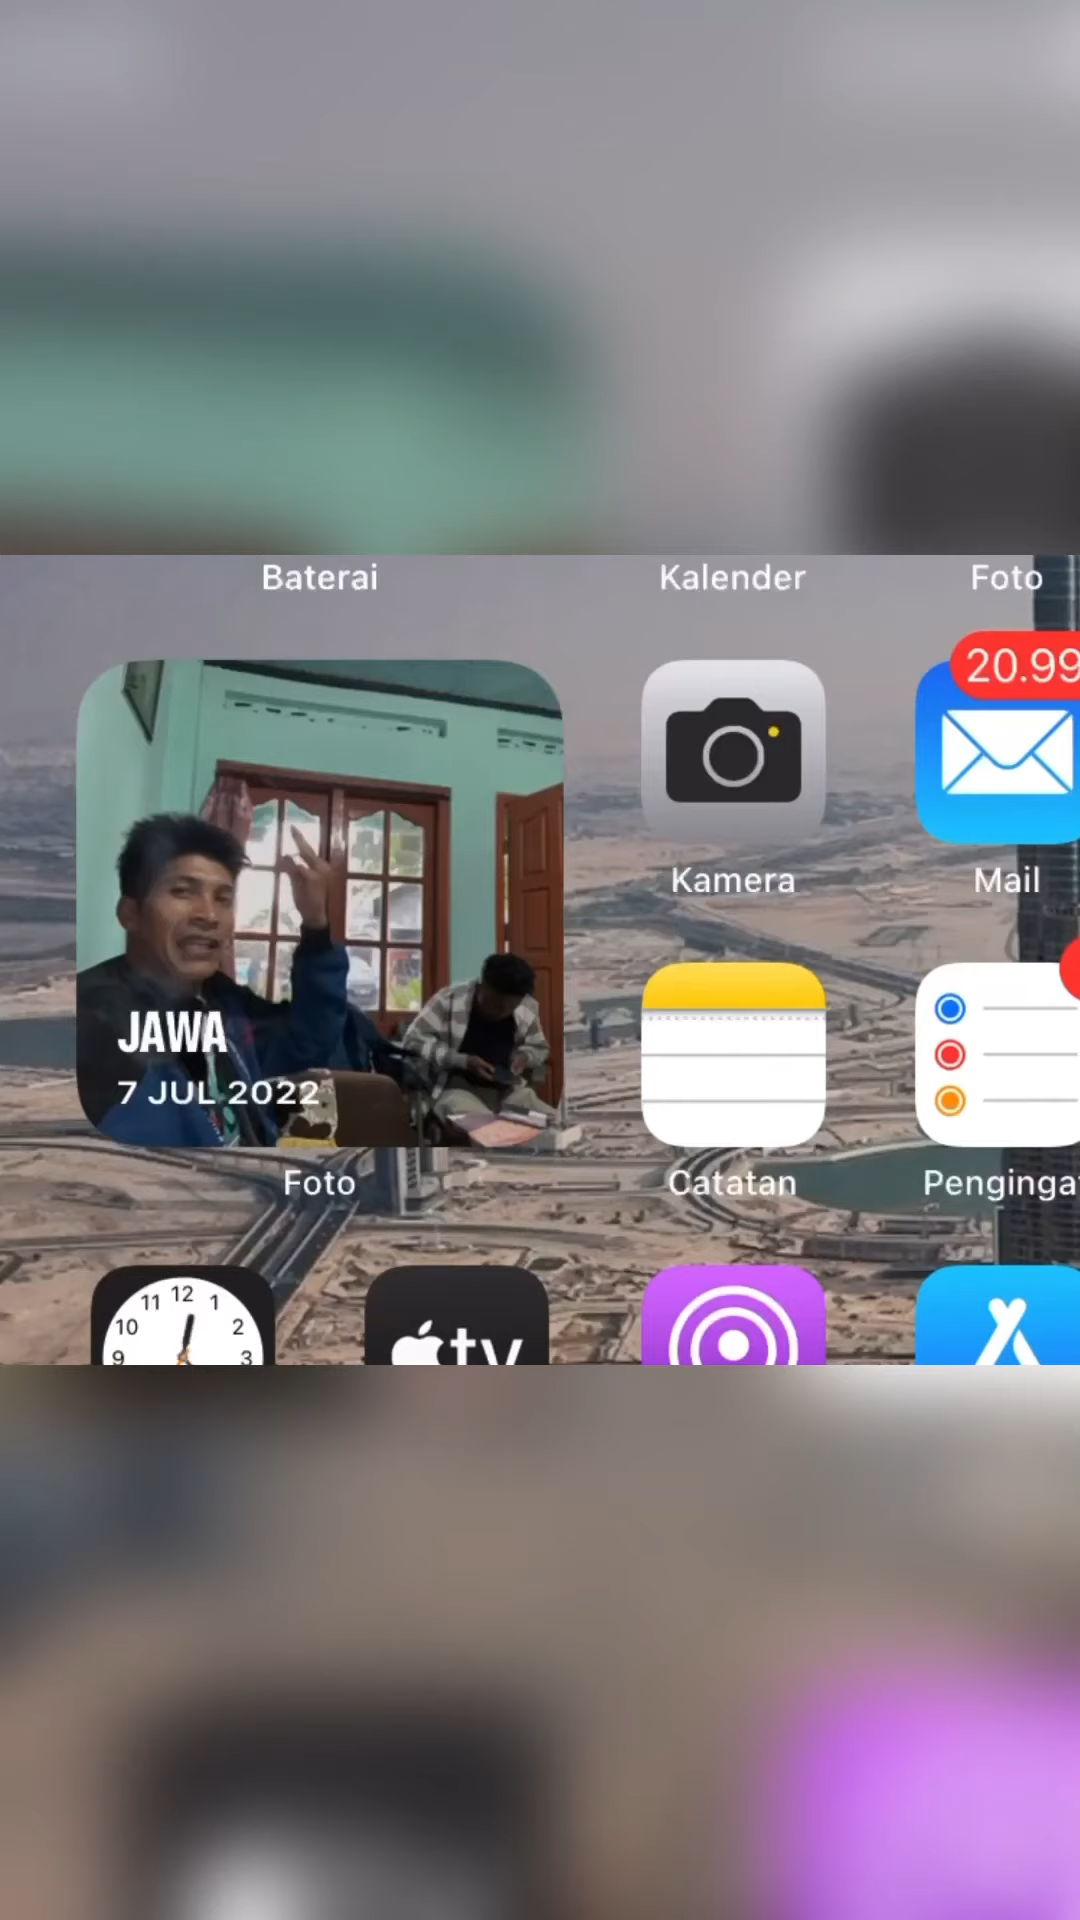 Baterai
Kalender
Foto
20.99
JAWA
7 JUL 2022
Kamera
Mail
Foto
Catatan
Pengingat
11 12 1
10 2
9 3
tv